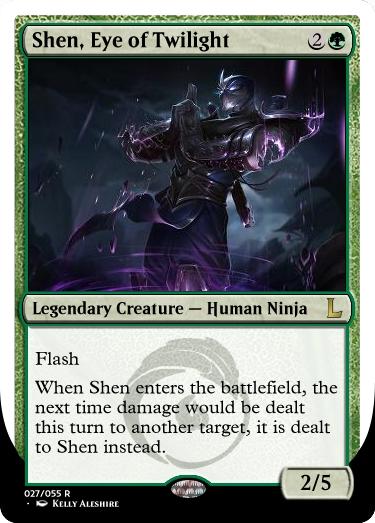 Shen, Eye of Twilight 2
Legendary Creature — Human Ninja L
Flash
When Shen enters the battlefield, the
next time damage would be dealt
this turn to another target, it is dealt
to Shen instead.
2/5
027/055 R
· Kelly Aleshire